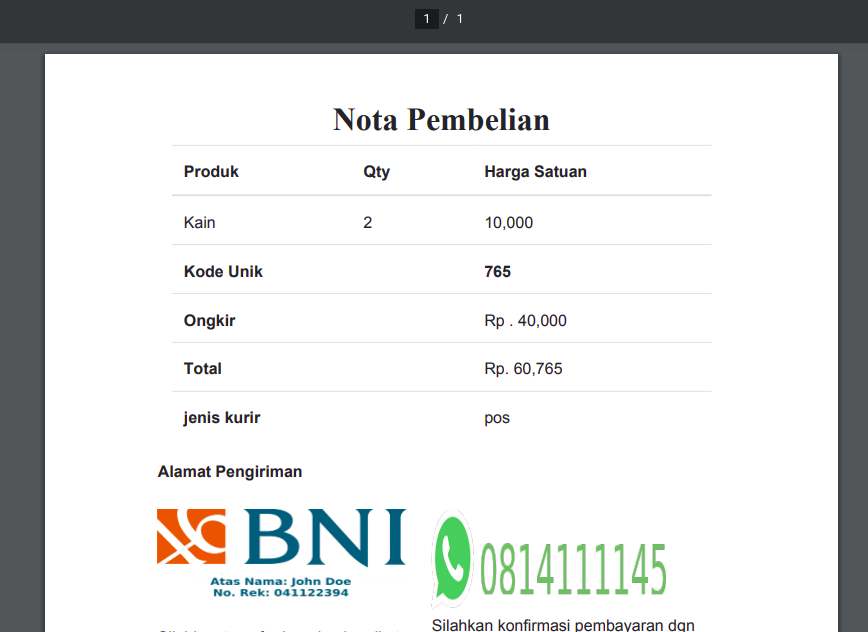 1 / 1
Nota Pembelian
Produk Qty Harga Satuan
Kain 2 10,000
Kode Unik 765
Ongkir Rp . 40,000
Total Rp. 60,765
jenis kurir pos
Alamat Pengiriman
BNI
Atas Nama: John Doe
No. Rek: 041122394
0814111145
Silahkan konfirmasi pembayaran dgn